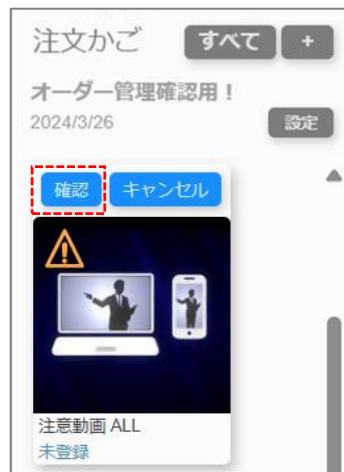 注文かご すべて +
オーダー管理確認用！
2024/3/26 設定
確認 キャンセル
注意動画 ALL
未登録